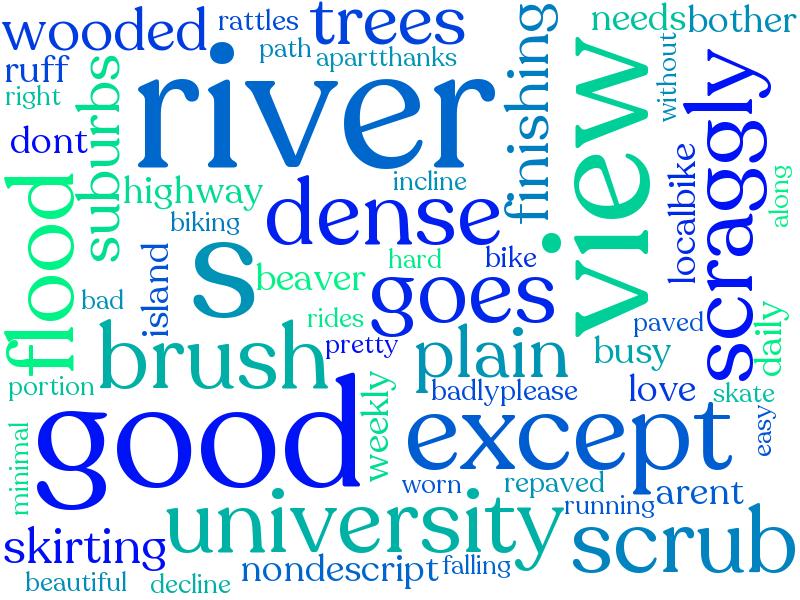 wooded
rattles
trees
finishing
needs
bother
path
apartthanks
ruff
river
view
without
right
suburbs
scraggly
dont
localbike
along
flood
highway
incline
dense
biking
s
island
beaver
hard
bike
goes
bad
rides
paved
daily
brush
pretty
plain
busy
portion
weekly
badlyplease
love
skate
good
except
easy
minimal
worn
repaved
arent
university
running
scrub
skirting
nondescript
falling
beautiful
decline